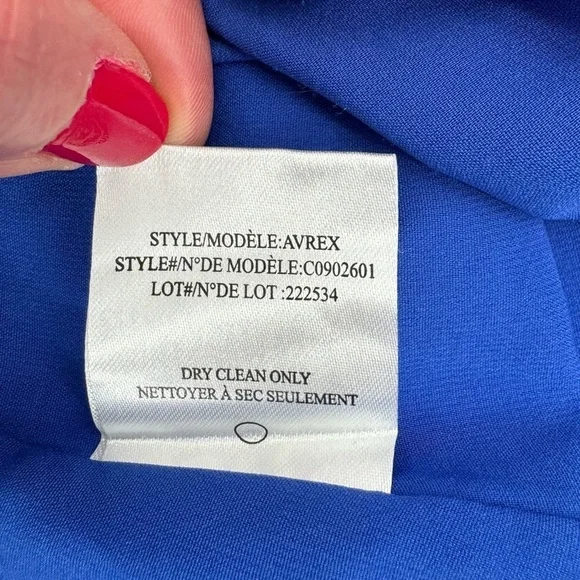 STYLE/MODÈLE:AVREX
STYLE#/N°DE MODÈLE:C0902601
LOT#/N°DE LOT :222534
DRY CLEAN ONLY
NETTOYER À SEC SEULEMENT